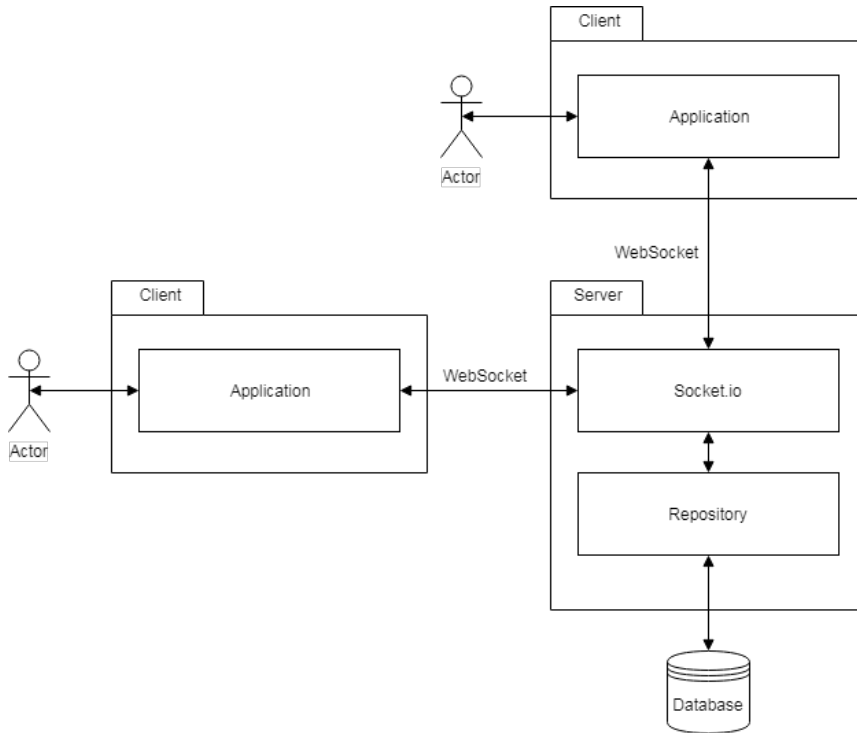 Client
Application
Actor
WebSocket
Client
Server
Application
WebSocket
Socket.io
Actor
Repository
Database